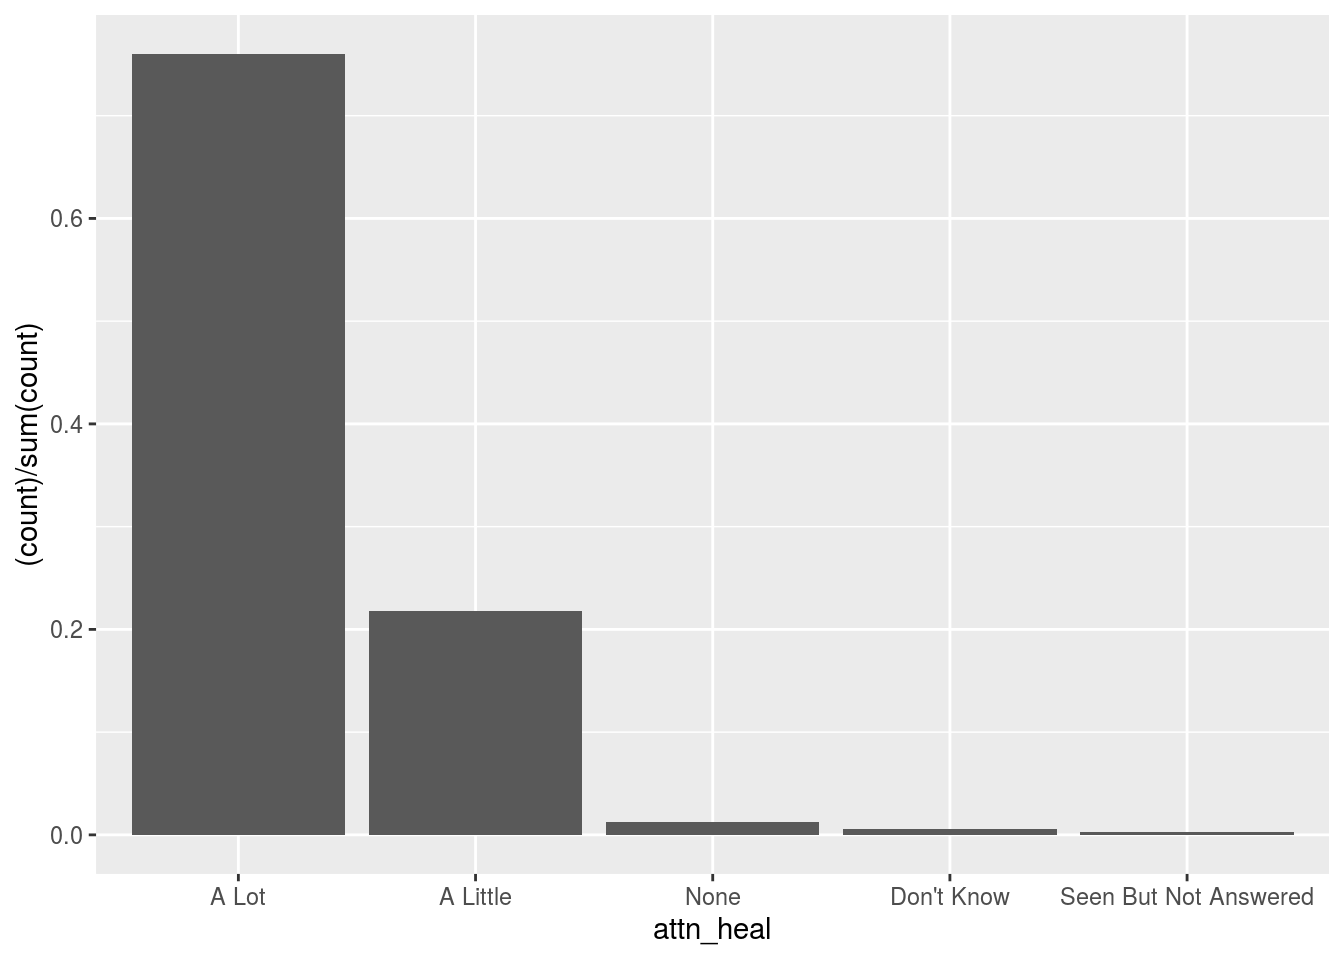 (count)/sum(count)
0.6
0.4
0.2
0.0
A Lot
A Little
None
Don't Know
Seen But Not Answered
attn_heal